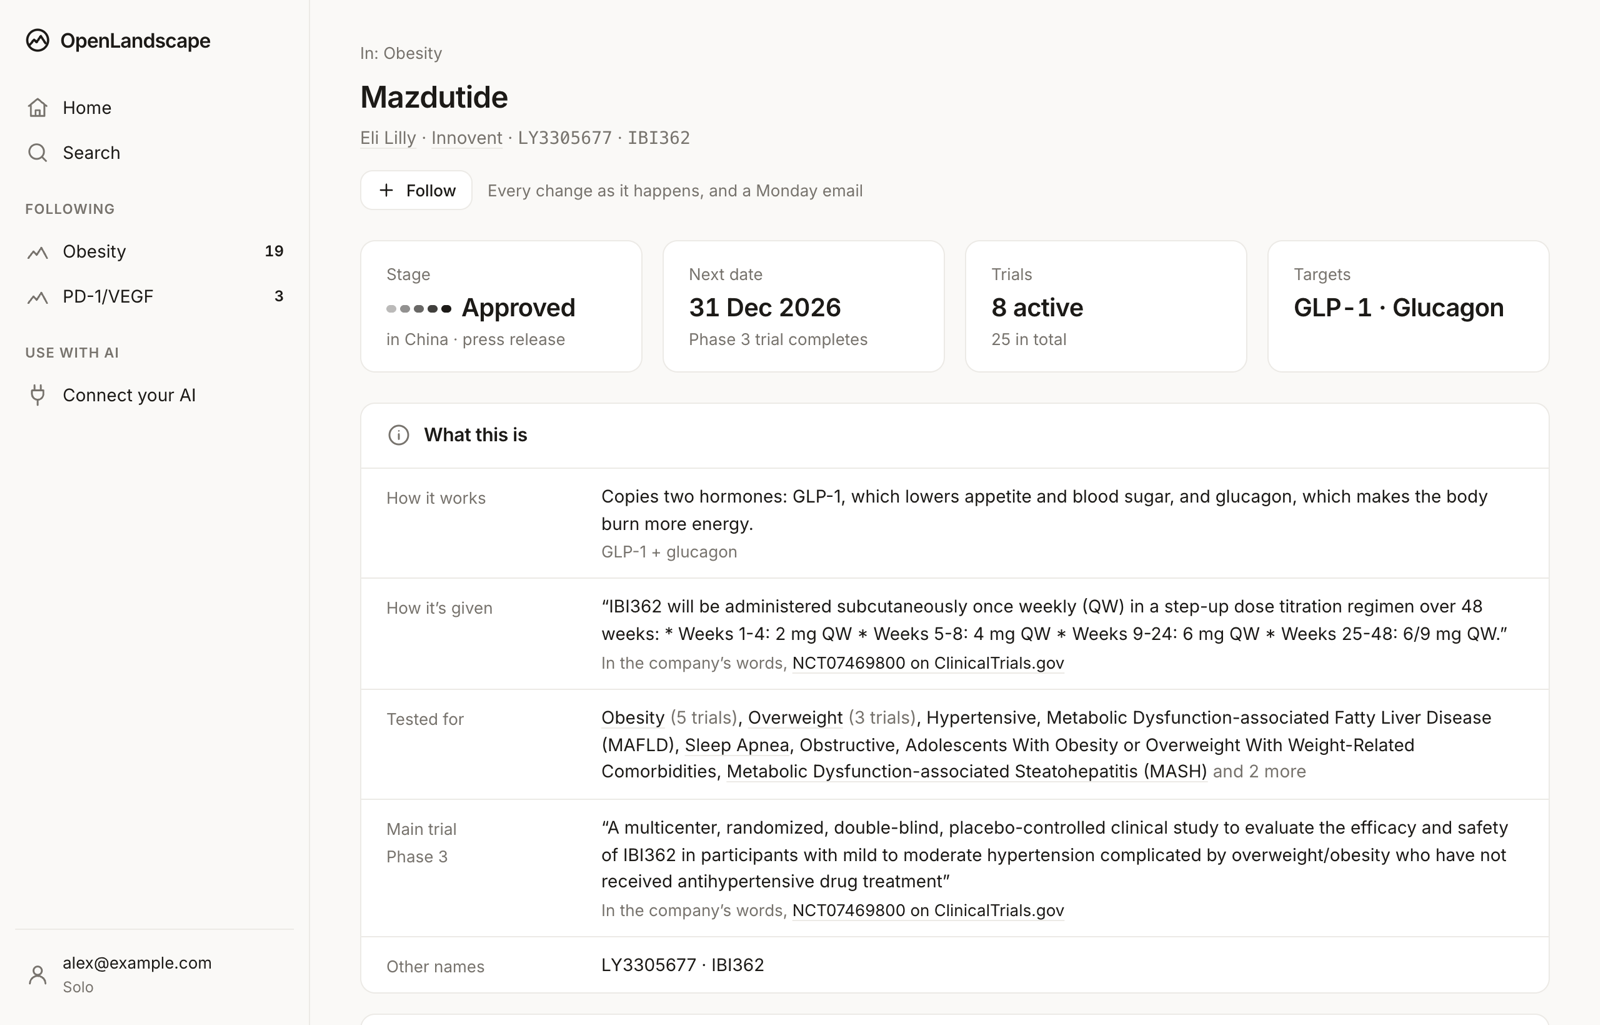 OpenLandscape
Home
Search
FOLLOWING
Obesity 19
PD-1/VEGF 3
USE WITH AI
Connect your AI
alex@example.com
Solo
In: Obesity
Mazdutide
Eli Lilly · Innovent · LY3305677 · IBI362
Follow
Every change as it happens, and a Monday email
Stage
Approved
in China · press release
Next date
31 Dec 2026
Phase 3 trial completes
Trials
8 active
25 in total
Targets
GLP-1 · Glucagon
What this is
How it works
Copies two hormones: GLP-1, which lowers appetite and blood sugar, and glucagon, which makes the body
burn more energy.
GLP-1 + glucagon
How it’s given
“IBI362 will be administered subcutaneously once weekly (QW) in a step-up dose titration regimen over 48
weeks: * Weeks 1-4: 2 mg QW * Weeks 5-8: 4 mg QW * Weeks 9-24: 6 mg QW * Weeks 25-48: 6/9 mg QW.”
In the company’s words, NCT07469800 on ClinicalTrials.gov
Tested for
Obesity (5 trials), Overweight (3 trials), Hypertensive, Metabolic Dysfunction-associated Fatty Liver Disease
(MAFLD), Sleep Apnea, Obstructive, Adolescents With Obesity or Overweight With Weight-Related
Comorbidities, Metabolic Dysfunction-associated Steatohepatitis (MASH) and 2 more
Main trial
Phase 3
“A multicenter, randomized, double-blind, placebo-controlled clinical study to evaluate the efficacy and safety
of IBI362 in participants with mild to moderate hypertension complicated by overweight/obesity who have not
received antihypertensive drug treatment”
In the company’s words, NCT07469800 on ClinicalTrials.gov
Other names
LY3305677 · IBI362